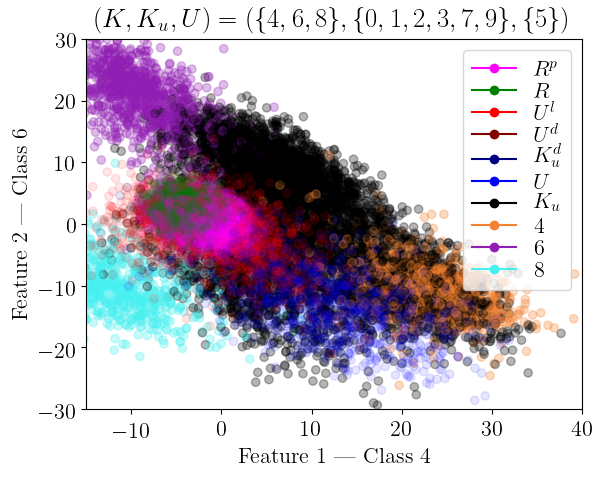 (K, K_u, U) = ({4, 6, 8}, {0, 1, 2, 3, 7, 9}, {5})
30
20
10
0
−10
−20
−30
Feature 2 — Class 6
R^p
R
U^l
U^d
K_u^d
U
K_u
4
6
8
−10 0 10 20 30 40
Feature 1 — Class 4